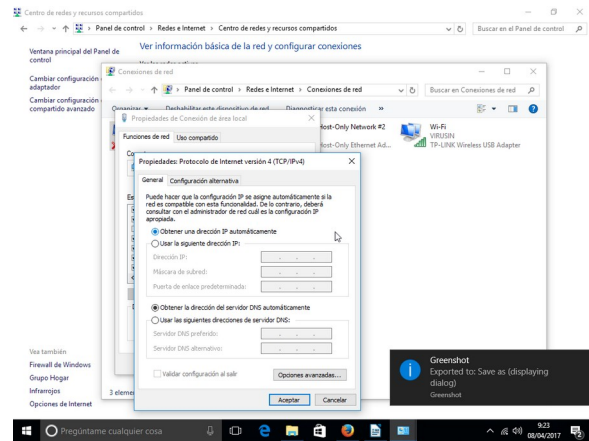 Centro de redes y recursos compartidos
Panel de control > Redes e Internet > Centro de redes y recursos compartidos
Buscar en el Panel de control
Ventana principal del Panel de control
Ver información básica de la red y configurar conexiones
Cambiar configuración
adaptador
Cambiar configuración
compartido avanzado
Conexiones de red
Panel de control > Redes e Internet > Conexiones de red
Buscar en Conexiones de red
Organizar
Deshabilitar este dispositivo de red
Diagnosticar esta conexión
»
Propiedades de Conexión de área local
Funciones de red
Uso compartido
Host-Only Network #2
Host-Only Ethernet Ad...
Wi-Fi
VIRUSIN
TP-LINK Wireless USB Adapter
Propiedades: Protocolo de Internet versión 4 (TCP/IPv4)
General
Configuración alternativa
Puede hacer que la configuración IP se asigne automáticamente si la
red es compatible con esta funcionalidad. De lo contrario, deberá
consultar con el administrador de red cuál es la configuración IP
apropiada.
Obtener una dirección IP automáticamente
Usar la siguiente dirección IP:
Dirección IP:
Máscara de subred:
Puerta de enlace predeterminada:
Obtener la dirección del servidor DNS automáticamente
Usar las siguientes direcciones de servidor DNS:
Servidor DNS preferido:
Servidor DNS alternativo:
Validar configuración al salir
Opciones avanzadas...
Aceptar
Cancelar
3 eleme
Vea también
Firewall de Windows
Grupo Hogar
Infrarrojos
Opciones de Internet
Greenshot
Exported to: Save as (displaying
dialog)
Greenshot
Pregúntame cualquier cosa
9:23
08/04/2017